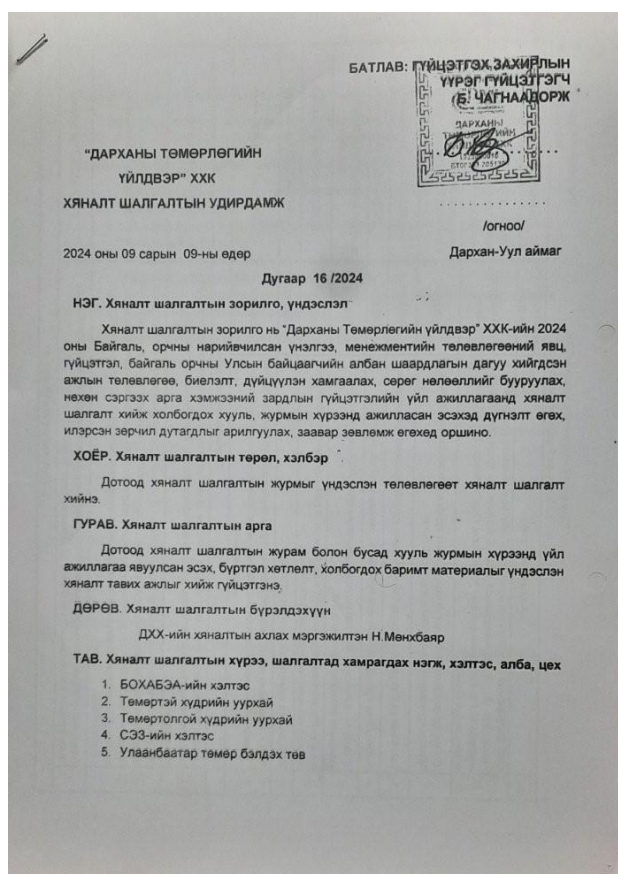 БАТЛАВ: ГҮЙЦЭТГЭХ ЗАХИРЛЫН
ҮҮРЭГ ГҮЙЦЭТГЭГЧ
Б. ЧАГНААДОРЖ
ДАРХАНЫ
"ДАРХАНЫ ТӨМӨРЛӨГИЙН
ҮЙЛДВЭР" ХХК
ХЯНАЛТ ШАЛГАЛТЫН УДИРДАМЖ
/огноо/
2024 оны 09 сарын 09-ны өдөр
Дархан-Уул аймаг
Дугаар 16 /2024
НЭГ. Хяналт шалгалтын зорилго, үндэслэл
Хяналт шалгалтын зорилго нь "Дарханы Төмөрлөгийн үйлдвэр" ХХК-ийн 2024
оны Байгаль, орчны нарийвчилсан үнэлгээ, менежментийн төлөвлөгөөний явц,
гүйцэтгэл, байгаль орчны Улсын байцаагчийн албан шаардлагын дагуу хийгдсэн
ажлын төлөвлөгөө, биелэлт, дүйцүүлэн хамгаалах, сөрөг нөлөөллийг бууруулах,
нөхөн сэргээх арга хэмжээний зардлын гүйцэтгэлийн үйл ажиллагаанд хяналт
шалгалт хийж холбогдох хууль, журмын хүрээнд ажилласан эсэхэд дүгнэлт өгөх,
илэрсэн зөрчил дутагдлыг арилгуулах, заавар зөвлөмж өгөхөд оршино.
ХОЁР. Хяналт шалгалтын төрөл, хэлбэр
Дотоод хяналт шалгалтын журмыг үндэслэн төлөвлөгөөт хяналт шалгалт
хийнэ.
ГУРАВ. Хяналт шалгалтын арга
Дотоод хяналт шалгалтын журам болон бусад хууль журмын хүрээнд үйл
ажиллагаа явуулсан эсэх, бүртгэл хөтлөлт, холбогдох баримт материалыг үндэслэн
хяналт тавих ажлыг хийж гүйцэтгэнэ.
ДӨРӨВ. Хяналт шалгалтын бүрэлдэхүүн
ДХХ-ийн хяналтын ахлах мэргэжилтэн Н.Мөнхбаяр
ТАВ. Хяналт шалгалтын хүрээ, шалгалтад хамрагдах нэгж, хэлтэс, алба, цех
1. БОХАБЭА-ийн хэлтэс
2. Төмөртэй хүдрийн уурхай
3. Төмөртолгой хүдрийн уурхай
4. СЭЗ-ийн хэлтэс
5. Улаанбаатар төмөр бэлдэх төв